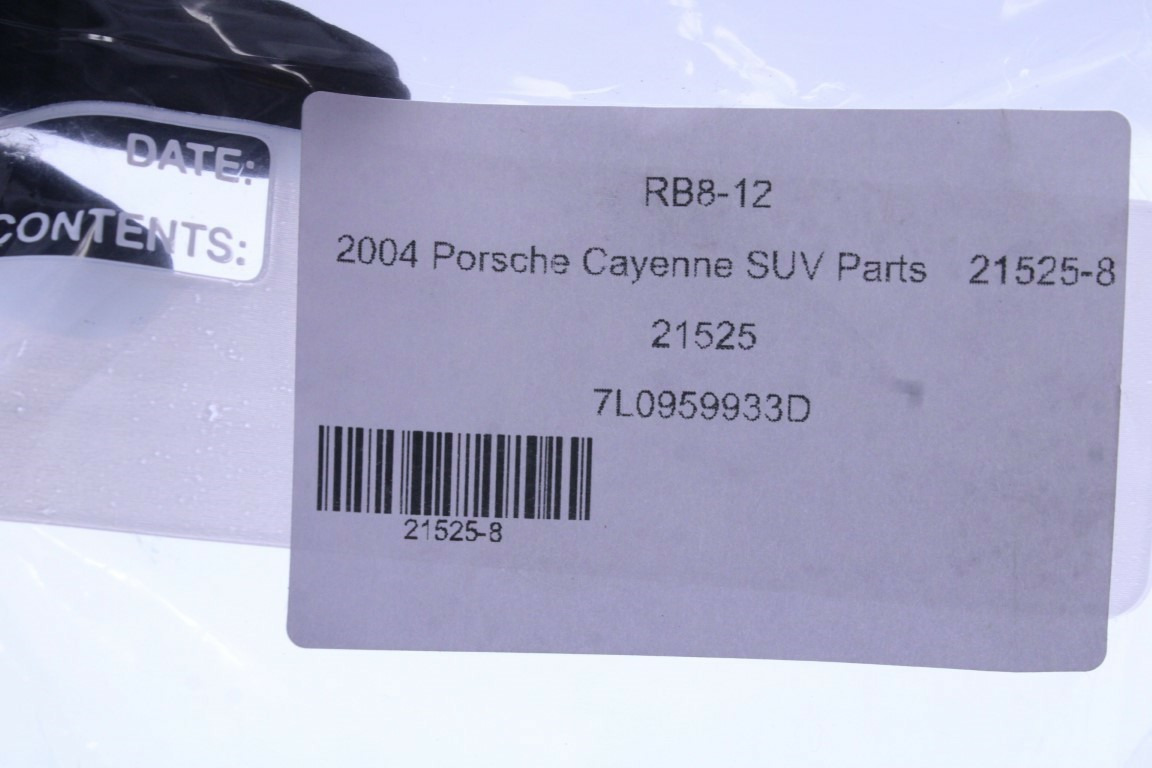 DATE:
CONTENTS:
RB8-12
2004 Porsche Cayenne SUV Parts 21525-8
21525
7L0959933D
21525-8